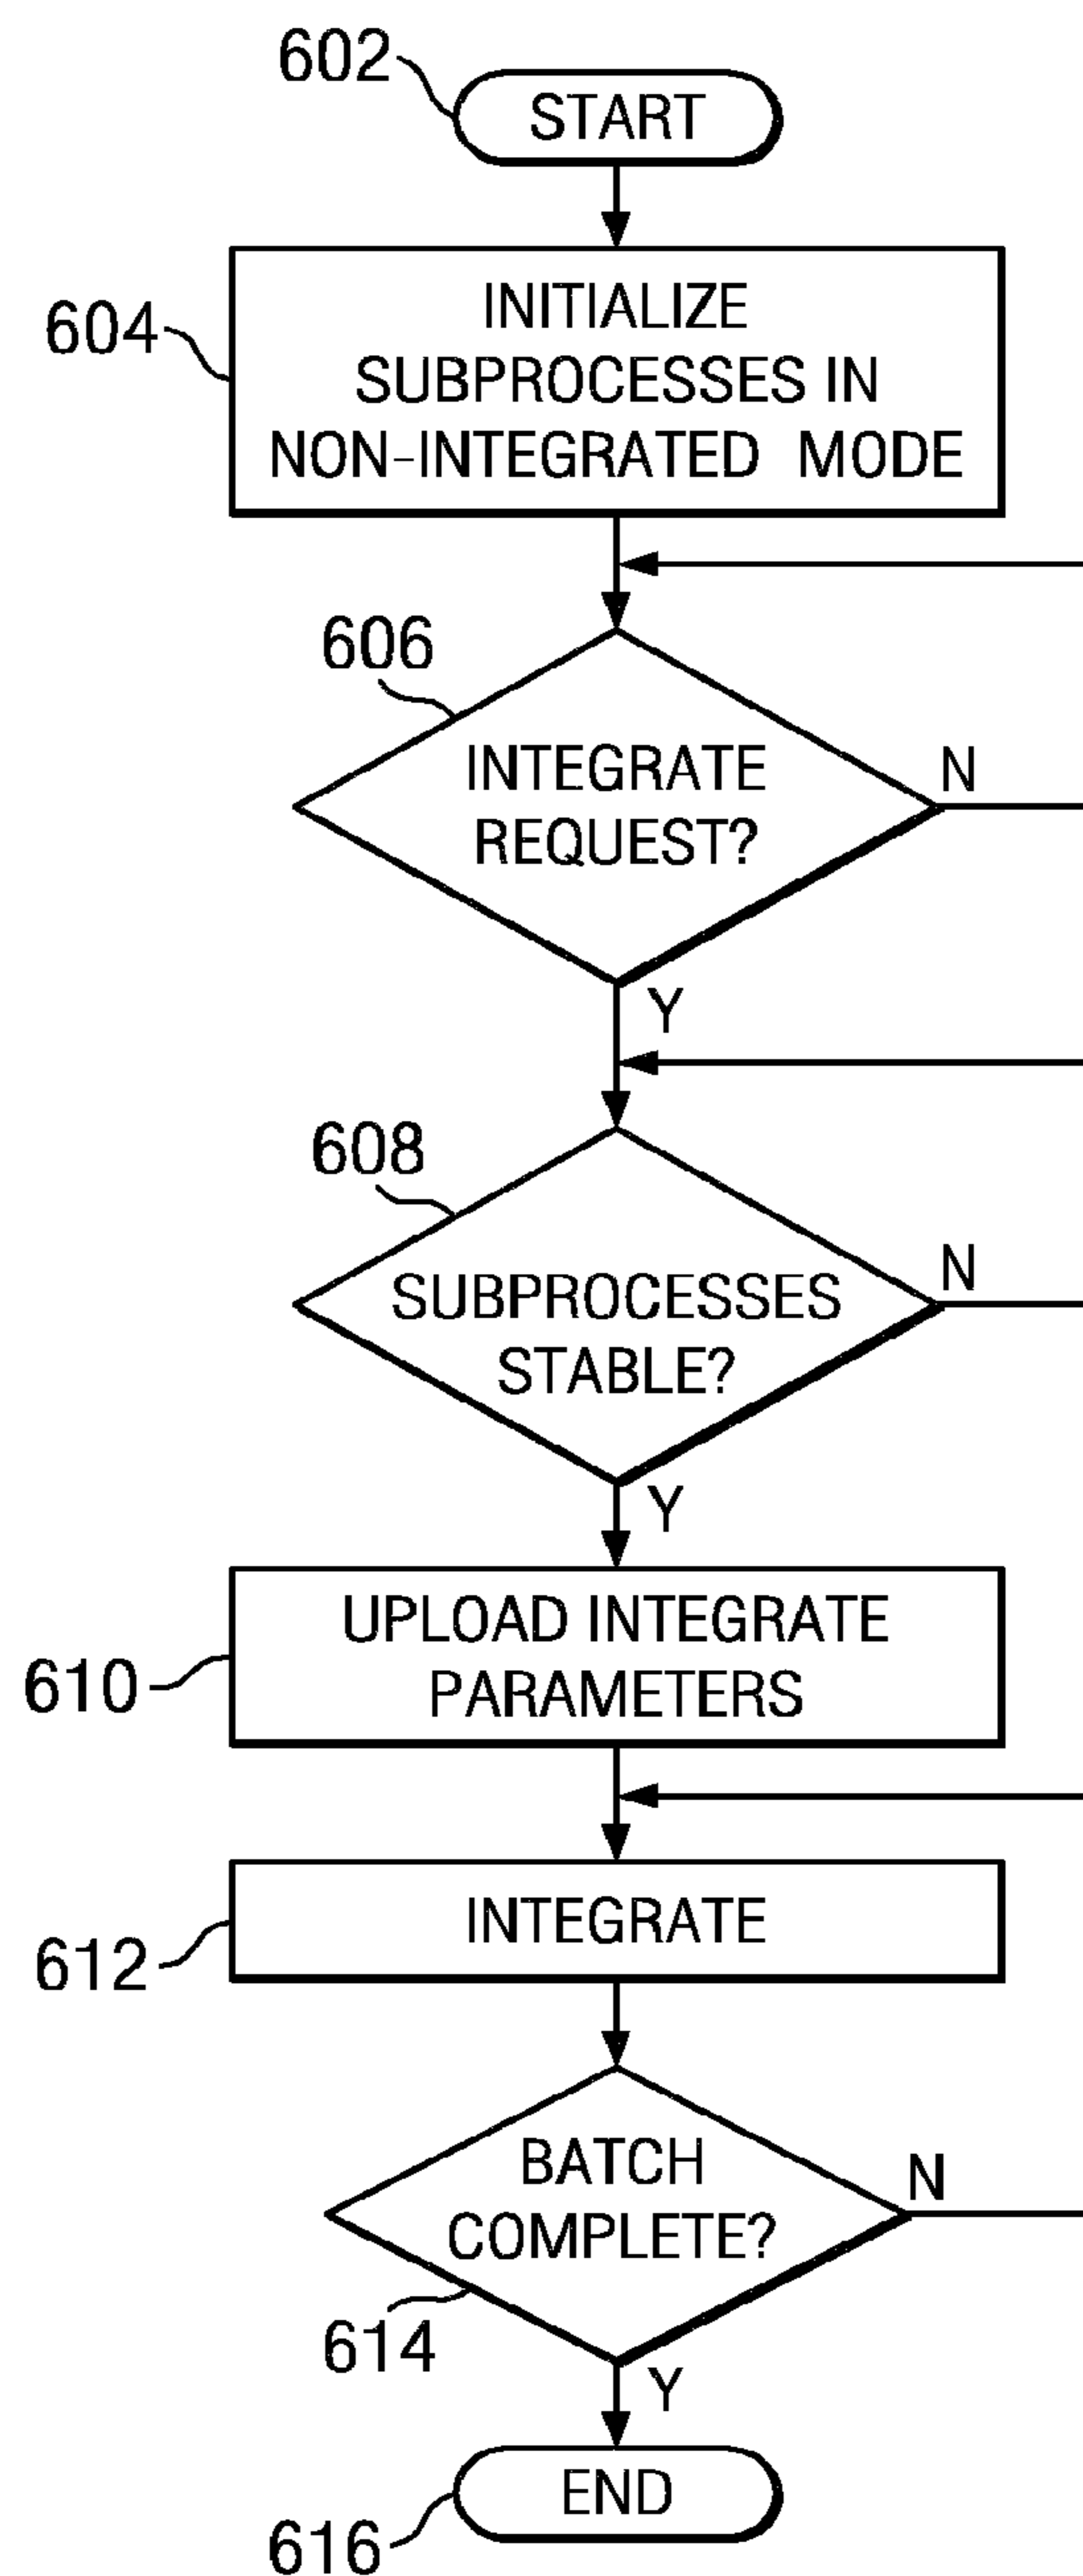 602
START
604
INITIALIZE
SUBPROCESSES IN
NON-INTEGRATED MODE
606
INTEGRATE
REQUEST?
N
Y
608
SUBPROCESSES
STABLE?
N
Y
610
UPLOAD INTEGRATE
PARAMETERS
612
INTEGRATE
BATCH
COMPLETE?
N
614
Y
END
616